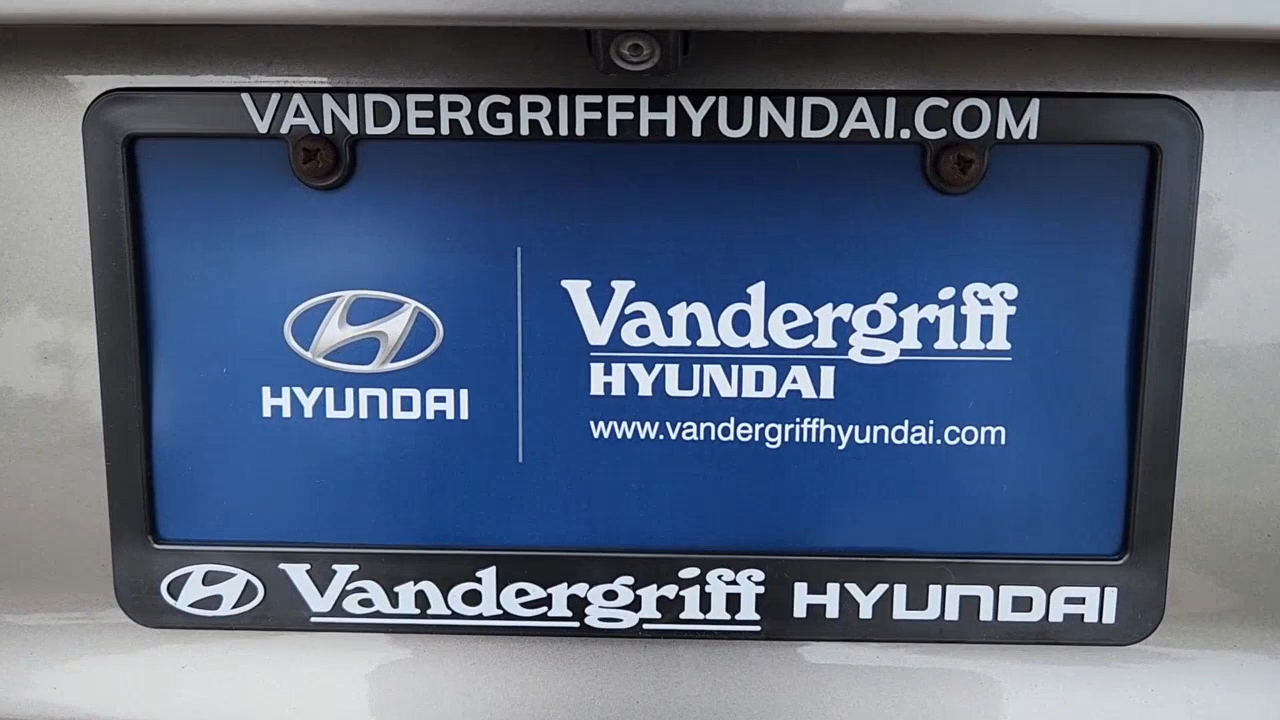 VANDERGRIFFHYUNDAI.COM
HYUNDAI
Vandergriff
HYUNDAI
www.vandergriffhyundai.com
Vandergriff HYUNDAI